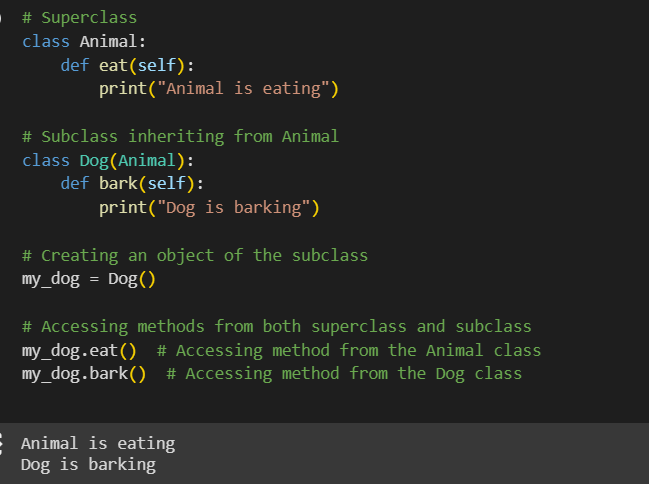 # Superclass
class Animal:
    def eat(self):
        print("Animal is eating")
# Subclass inheriting from Animal
class Dog(Animal):
    def bark(self):
        print("Dog is barking")
# Creating an object of the subclass
my_dog = Dog()
# Accessing methods from both superclass and subclass
my_dog.eat()  # Accessing method from the Animal class
my_dog.bark()  # Accessing method from the Dog class
Animal is eating
Dog is barking